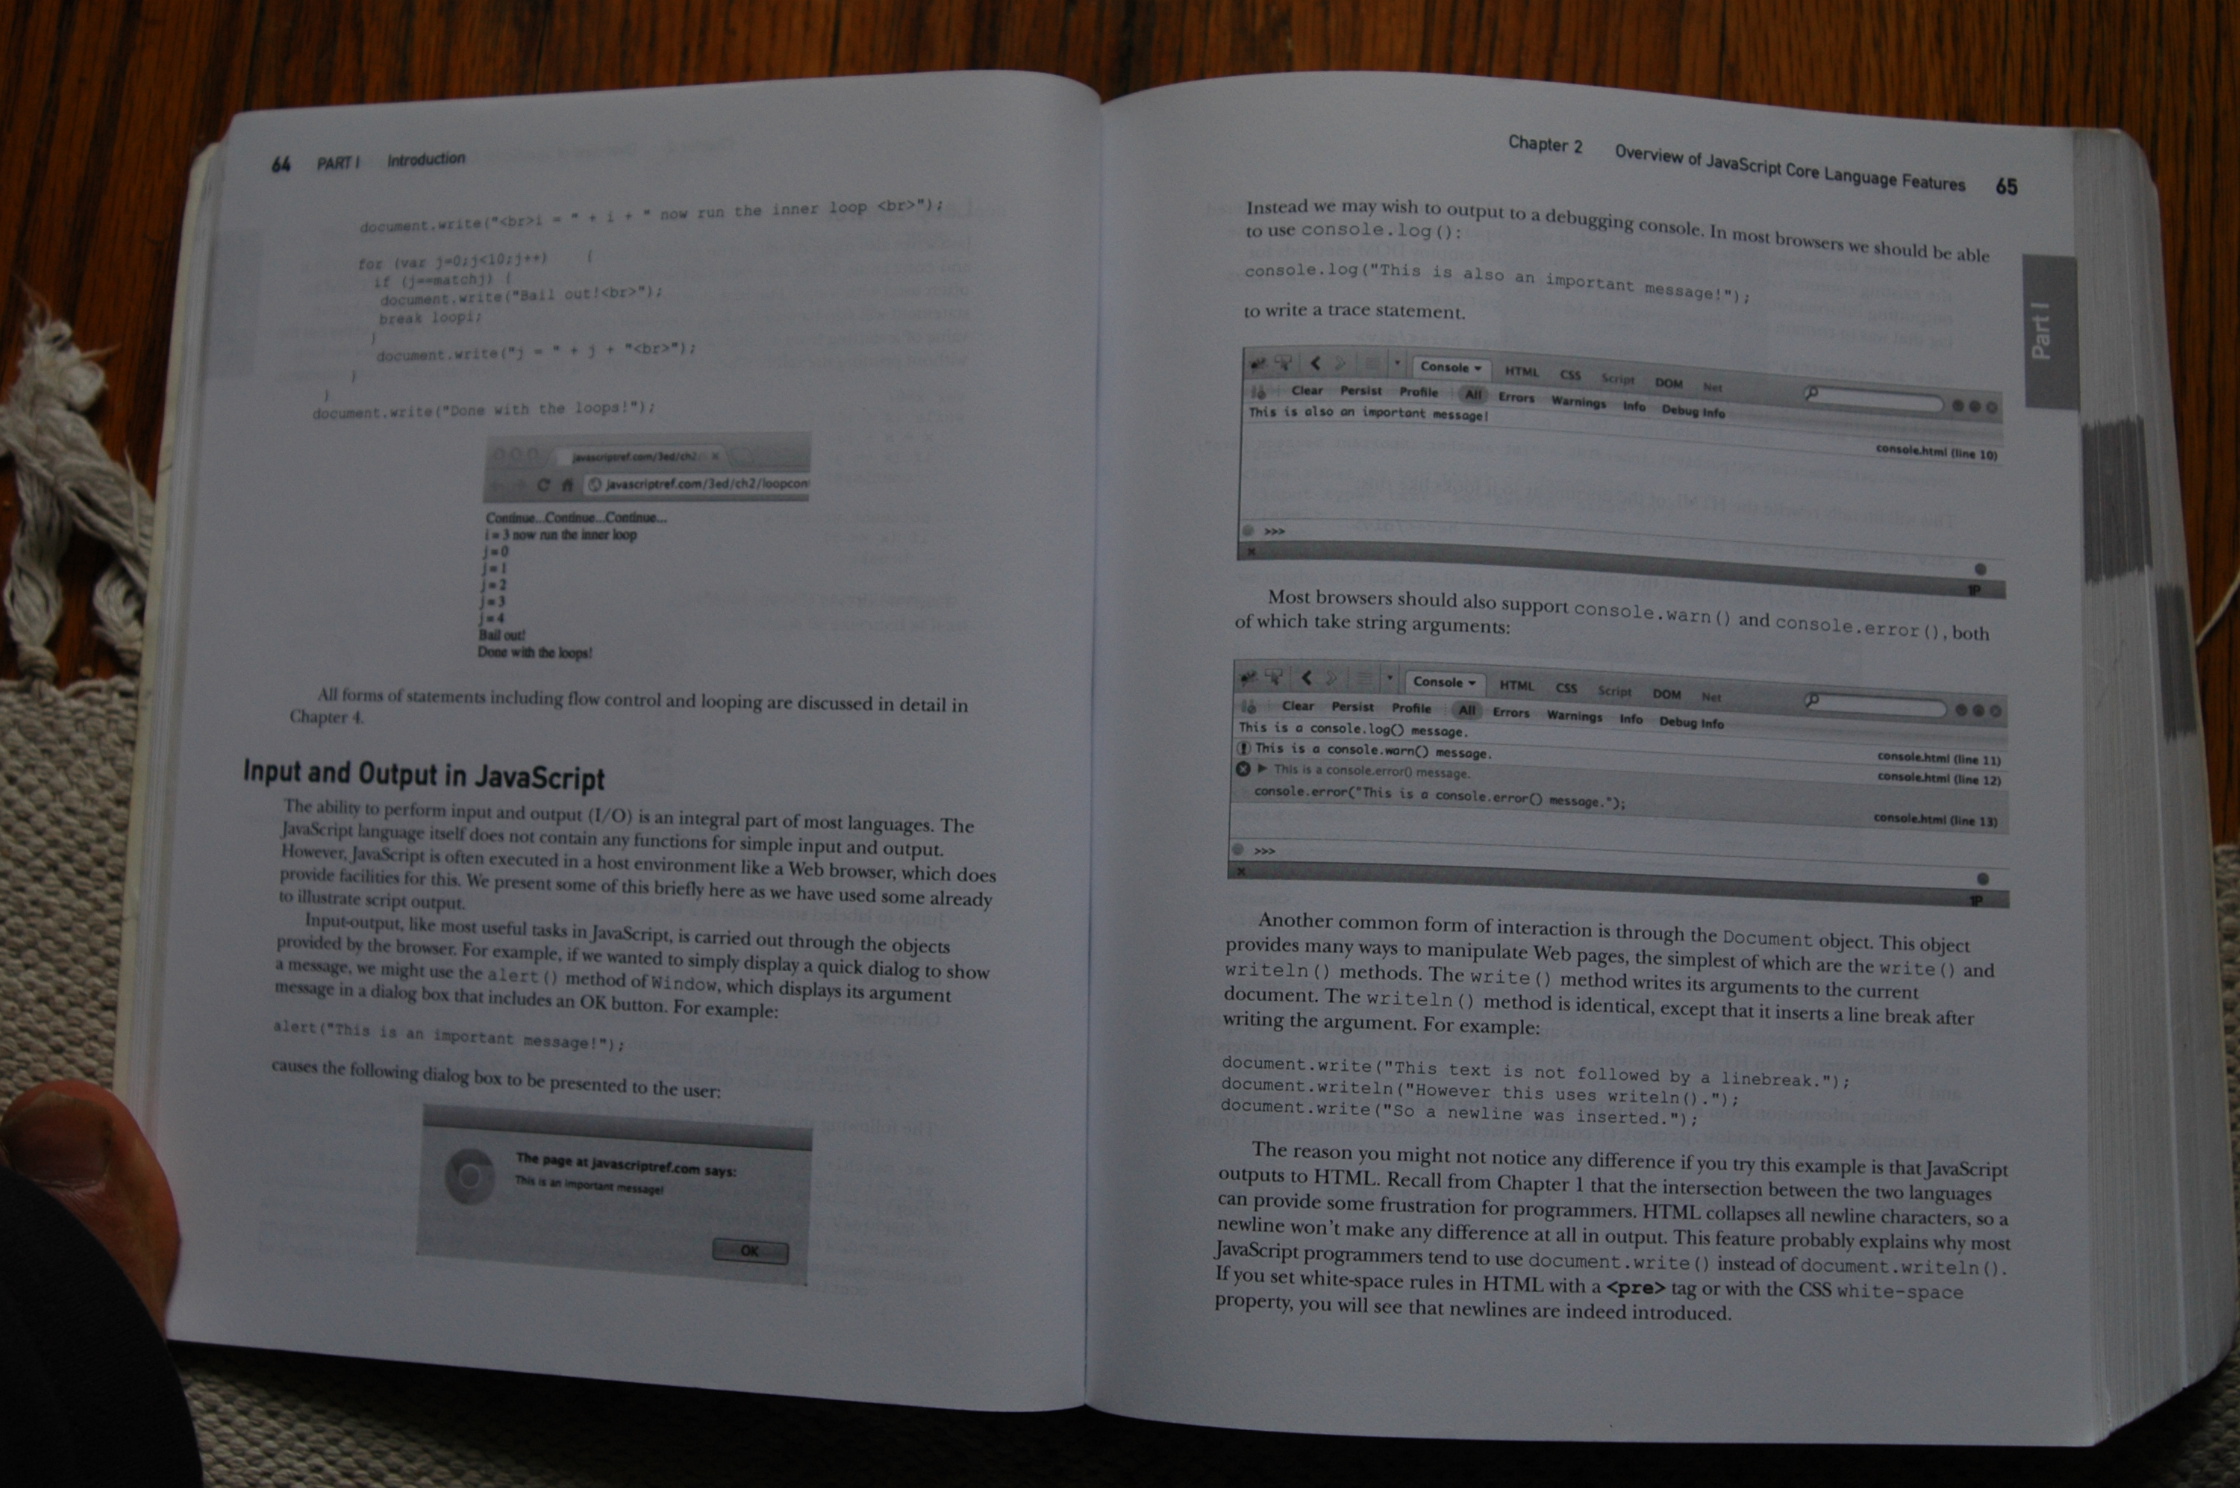 64 PART I Introduction
document.write("<br>i = " + i + " now run the inner loop <br>");
for (var j=0;j<10;j++) {
if (j==matchj) {
document.write("Bail out!<br>");
break loopi;
}
document.write("j = " + j + "<br>");
}
}
document.write("Done with the loops!");
javascriptref.com/3ed/ch2/ x
javascriptref.com/3ed/ch2/loopcon
Continue...Continue...Continue...
i = 3 now run the inner loop
j = 0
j = 1
j = 2
j = 3
j = 4
Bail out!
Done with the loops!
All forms of statements including flow control and looping are discussed in detail in
Chapter 4.
Input and Output in JavaScript
The ability to perform input and output (I/O) is an integral part of most languages. The
JavaScript language itself does not contain any functions for simple input and output.
However, JavaScript is often executed in a host environment like a Web browser, which does
provide facilities for this. We present some of this briefly here as we have used some already
to illustrate script output.
Input-output, like most useful tasks in JavaScript, is carried out through the objects
provided by the browser. For example, if we wanted to simply display a quick dialog to show
a message, we might use the alert() method of Window, which displays its argument
message in a dialog box that includes an OK button. For example:
alert("This is an important message!");
causes the following dialog box to be presented to the user:
The page at javascriptref.com says:
This is an important message!
OK
Chapter 2 Overview of JavaScript Core Language Features 65
Part I
Instead we may wish to output to a debugging console. In most browsers we should be able
to use console.log():
console.log("This is also an important message!");
to write a trace statement.
Console HTML CSS Script DOM Net
Clear Persist Profile All Errors Warnings Info Debug Info
This is also an important message! console.html (line 10)
>>>
Most browsers should also support console.warn() and console.error(), both
of which take string arguments:
Console HTML CSS Script DOM Net
Clear Persist Profile All Errors Warnings Info Debug Info
This is a console.log() message. console.html (line 11)
This is a console.warn() message. console.html (line 12)
This is a console.error() message.
console.error("This is a console.error() message."); console.html (line 13)
>>>
Another common form of interaction is through the Document object. This object
provides many ways to manipulate Web pages, the simplest of which are the write() and
writeln() methods. The write() method writes its arguments to the current
document. The writeln() method is identical, except that it inserts a line break after
writing the argument. For example:
document.write("This text is not followed by a linebreak.");
document.writeln("However this uses writeln().");
document.write("So a newline was inserted.");
The reason you might not notice any difference if you try this example is that JavaScript
outputs to HTML. Recall from Chapter 1 that the intersection between the two languages
can provide some frustration for programmers. HTML collapses all newline characters, so a
newline won't make any difference at all in output. This feature probably explains why most
JavaScript programmers tend to use document.write() instead of document.writeln().
If you set white-space rules in HTML with a <pre> tag or with the CSS white-space
property, you will see that newlines are indeed introduced.